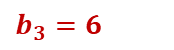 b₃ = 6